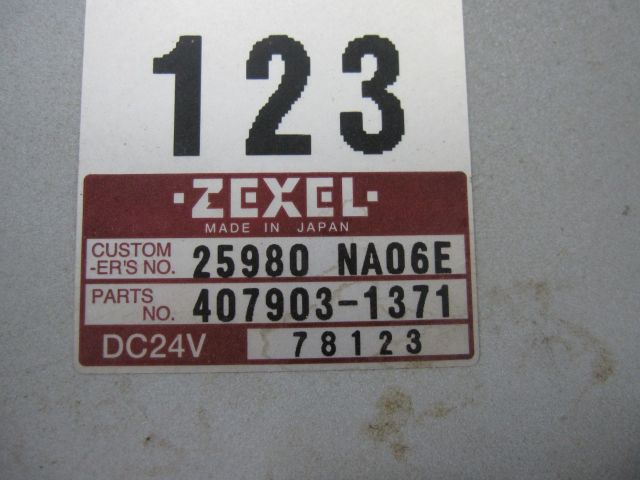 123
·ZEXEL·
MADE IN JAPAN
CUSTOM
-ER'S NO. 25980 NA06E
PARTS
NO. 407903-1371
DC24V 78123